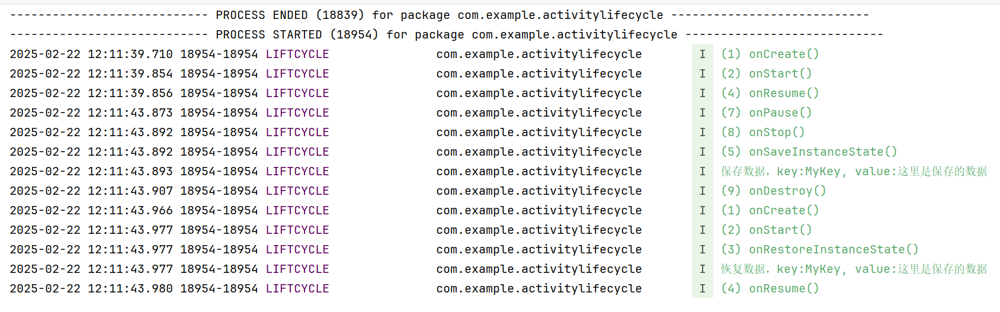 ---------------------------- PROCESS ENDED (18839) for package com.example.activitylifecycle ----------------------------
---------------------------- PROCESS STARTED (18954) for package com.example.activitylifecycle ----------------------------
2025-02-22 12:11:39.710 18954-18954 LIFTCYCLE com.example.activitylifecycle I (1) onCreate()
2025-02-22 12:11:39.854 18954-18954 LIFTCYCLE com.example.activitylifecycle I (2) onStart()
2025-02-22 12:11:39.856 18954-18954 LIFTCYCLE com.example.activitylifecycle I (4) onResume()
2025-02-22 12:11:43.873 18954-18954 LIFTCYCLE com.example.activitylifecycle I (7) onPause()
2025-02-22 12:11:43.892 18954-18954 LIFTCYCLE com.example.activitylifecycle I (8) onStop()
2025-02-22 12:11:43.892 18954-18954 LIFTCYCLE com.example.activitylifecycle I (5) onSaveInstanceState()
2025-02-22 12:11:43.893 18954-18954 LIFTCYCLE com.example.activitylifecycle I 保存数据，key:MyKey, value:这里是保存的数据
2025-02-22 12:11:43.907 18954-18954 LIFTCYCLE com.example.activitylifecycle I (9) onDestroy()
2025-02-22 12:11:43.966 18954-18954 LIFTCYCLE com.example.activitylifecycle I (1) onCreate()
2025-02-22 12:11:43.977 18954-18954 LIFTCYCLE com.example.activitylifecycle I (2) onStart()
2025-02-22 12:11:43.977 18954-18954 LIFTCYCLE com.example.activitylifecycle I (3) onRestoreInstanceState()
2025-02-22 12:11:43.977 18954-18954 LIFTCYCLE com.example.activitylifecycle I 恢复数据，key:MyKey, value:这里是保存的数据
2025-02-22 12:11:43.980 18954-18954 LIFTCYCLE com.example.activitylifecycle I (4) onResume()